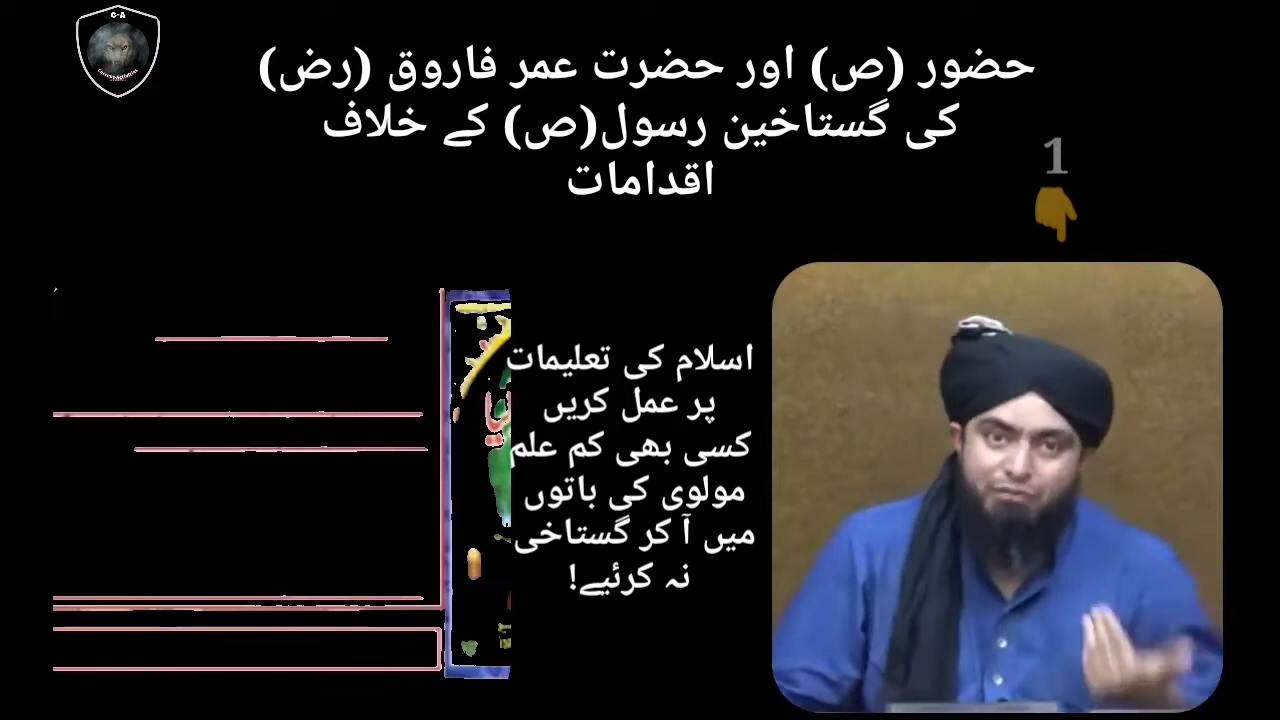 C-A
حضور (ص) اور حضرت عمر فاروق (رض)
کی گستاخین رسول(ص) کے خلاف
اقدامات
1
اسلام کی تعلیمات
پر عمل کریں
کسی بھی کم علم
مولوی کی باتوں
میں آ کر گستاخی
نہ کرئیے!